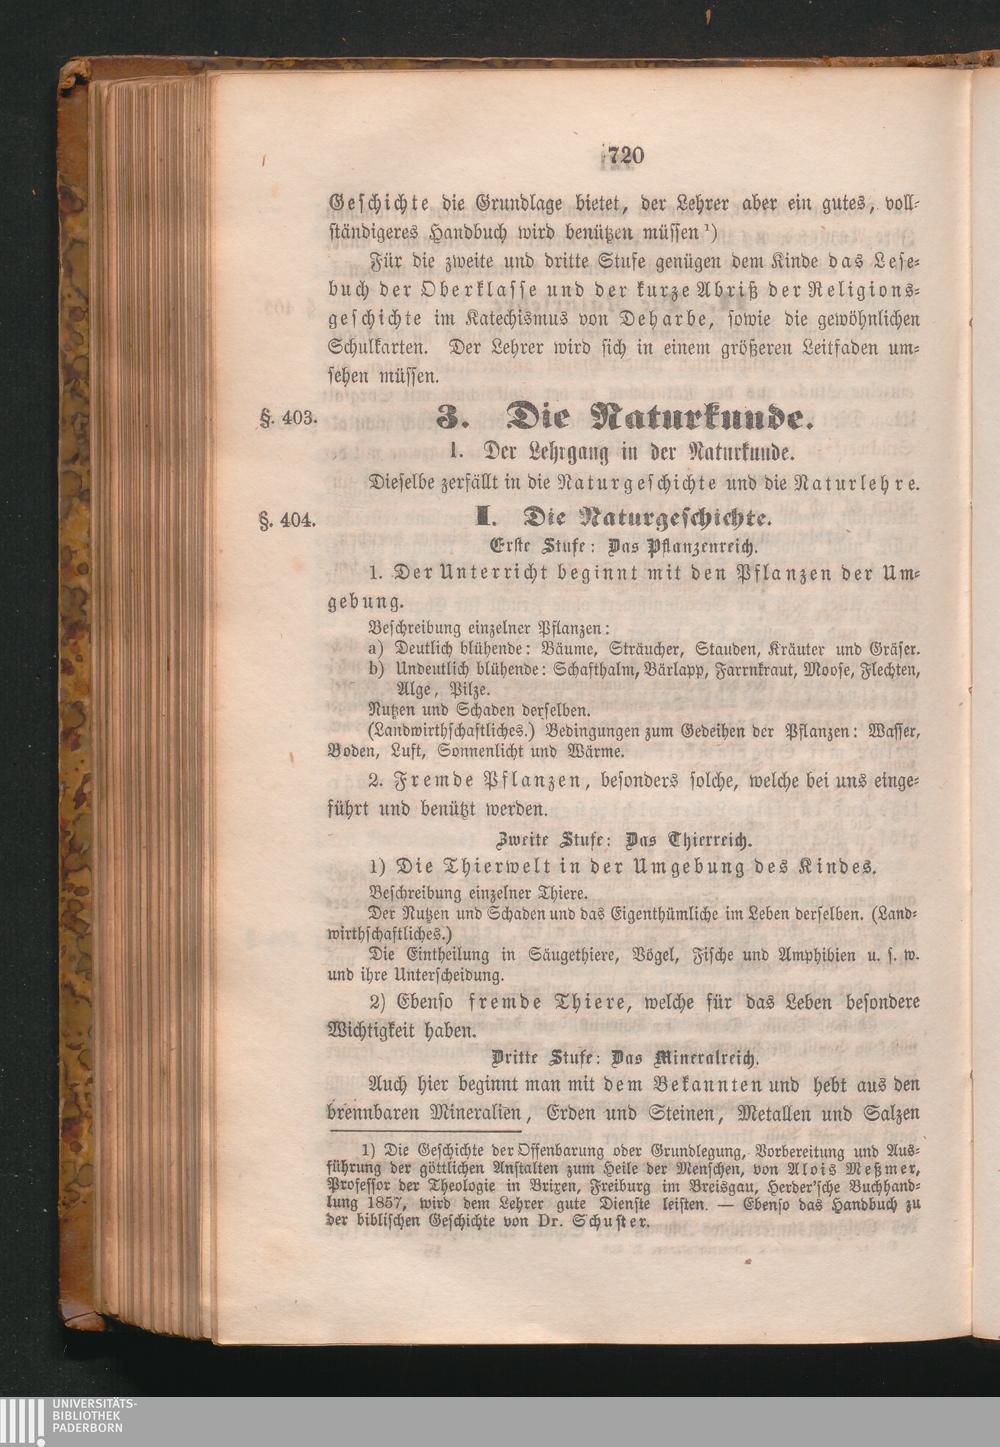 720
Geschichte die Grundlage bietet, der Lehrer aber ein gutes, voll-
ständigeres Handbuch wird benützen müssen ¹)
Für die zweite und dritte Stufe genügen dem Kinde das Lese-
buch der Oberklasse und der kurze Abriß der Religions-
geschichte im Katechismus von Deharbe, sowie die gewöhnlichen
Schulkarten. Der Lehrer wird sich in einem größeren Leitfaden um-
sehen müssen.
§. 403. 3. Die Naturkunde.
1. Der Lehrgang in der Naturkunde.
Dieselbe zerfällt in die Naturgeschichte und die Naturlehre.
§. 404. I. Die Naturgeschichte.
Erste Stufe: Das Pflanzenreich.
1. Der Unterricht beginnt mit den Pflanzen der Um-
gebung.
Beschreibung einzelner Pflanzen:
a) Deutlich blühende: Bäume, Sträucher, Stauden, Kräuter und Gräser.
b) Undeutlich blühende: Schafthalm, Bärlapp, Farrnkraut, Moose, Flechten,
Alge, Pilze.
Nutzen und Schaden derselben.
(Landwirthschaftliches.) Bedingungen zum Gedeihen der Pflanzen: Wasser,
Boden, Luft, Sonnenlicht und Wärme.
2. Fremde Pflanzen, besonders solche, welche bei uns einge-
führt und benützt werden.
Zweite Stufe: Das Thierreich.
1) Die Thierwelt in der Umgebung des Kindes.
Beschreibung einzelner Thiere.
Der Nutzen und Schaden und das Eigenthümliche im Leben derselben. (Land-
wirthschaftliches.)
Die Eintheilung in Säugethiere, Vögel, Fische und Amphibien u. s. w.
und ihre Unterscheidung.
2) Ebenso fremde Thiere, welche für das Leben besondere
Wichtigkeit haben.
Dritte Stufe: Das Mineralreich.
Auch hier beginnt man mit dem Bekannten und hebt aus den
brennbaren Mineralien, Erden und Steinen, Metallen und Salzen
1) Die Geschichte der Offenbarung oder Grundlegung, Vorbereitung und Aus-
führung der göttlichen Anstalten zum Heile der Menschen, von Alois Meßmer,
Professor der Theologie in Brixen, Freiburg im Breisgau, Herder'sche Buchhand-
lung 1857, wird dem Lehrer gute Dienste leisten. — Ebenso das Handbuch zu
der biblischen Geschichte von Dr. Schuster.
UNIVERSITÄTS-
BIBLIOTHEK
PADERBORN